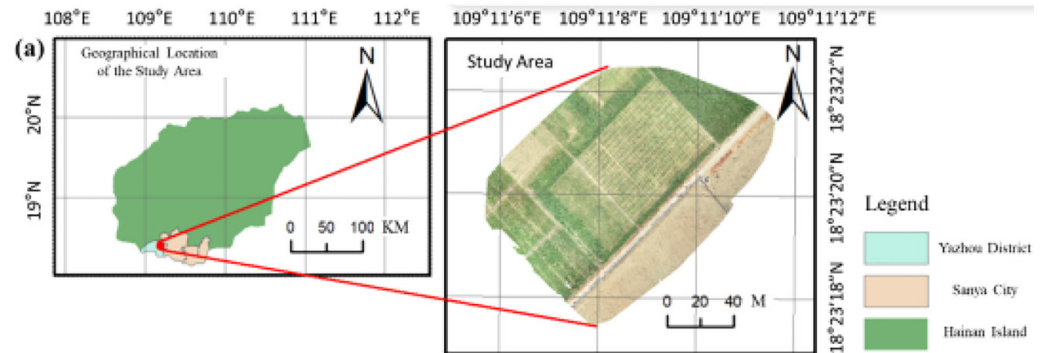 108°E 109°E 110°E 111°E 112°E
109°11′6″E 109°11′8″E 109°11′10″E 109°11′12″E
(a)
Geographical Location
of the Study Area
N
20°N
19°N
0 50 100 KM
Study Area
N
18°23′22″N
18°23′20″N
18°23′18″N
0 20 40 M
Legend
Yazhou District
Sanya City
Hainan Island